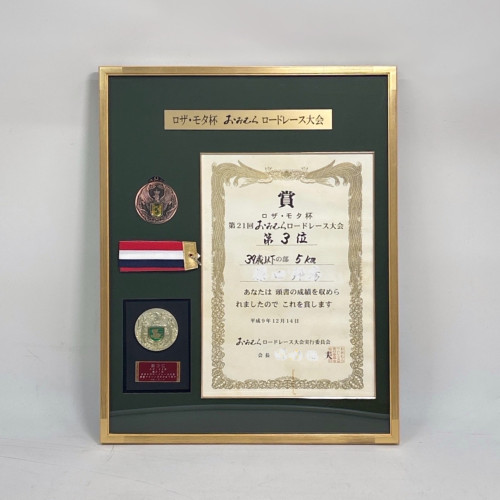 ロザ・モタ杯 おおむら ロードレース大会
賞
ロザ・モタ杯
第21回おおむらロードレース大会
第3位
39歳以下の部 5km
あなたは 頭書の成績を収めら
れましたので これを賞します
平成9年12月14日
おおむらロードレース大会実行委員会
会長